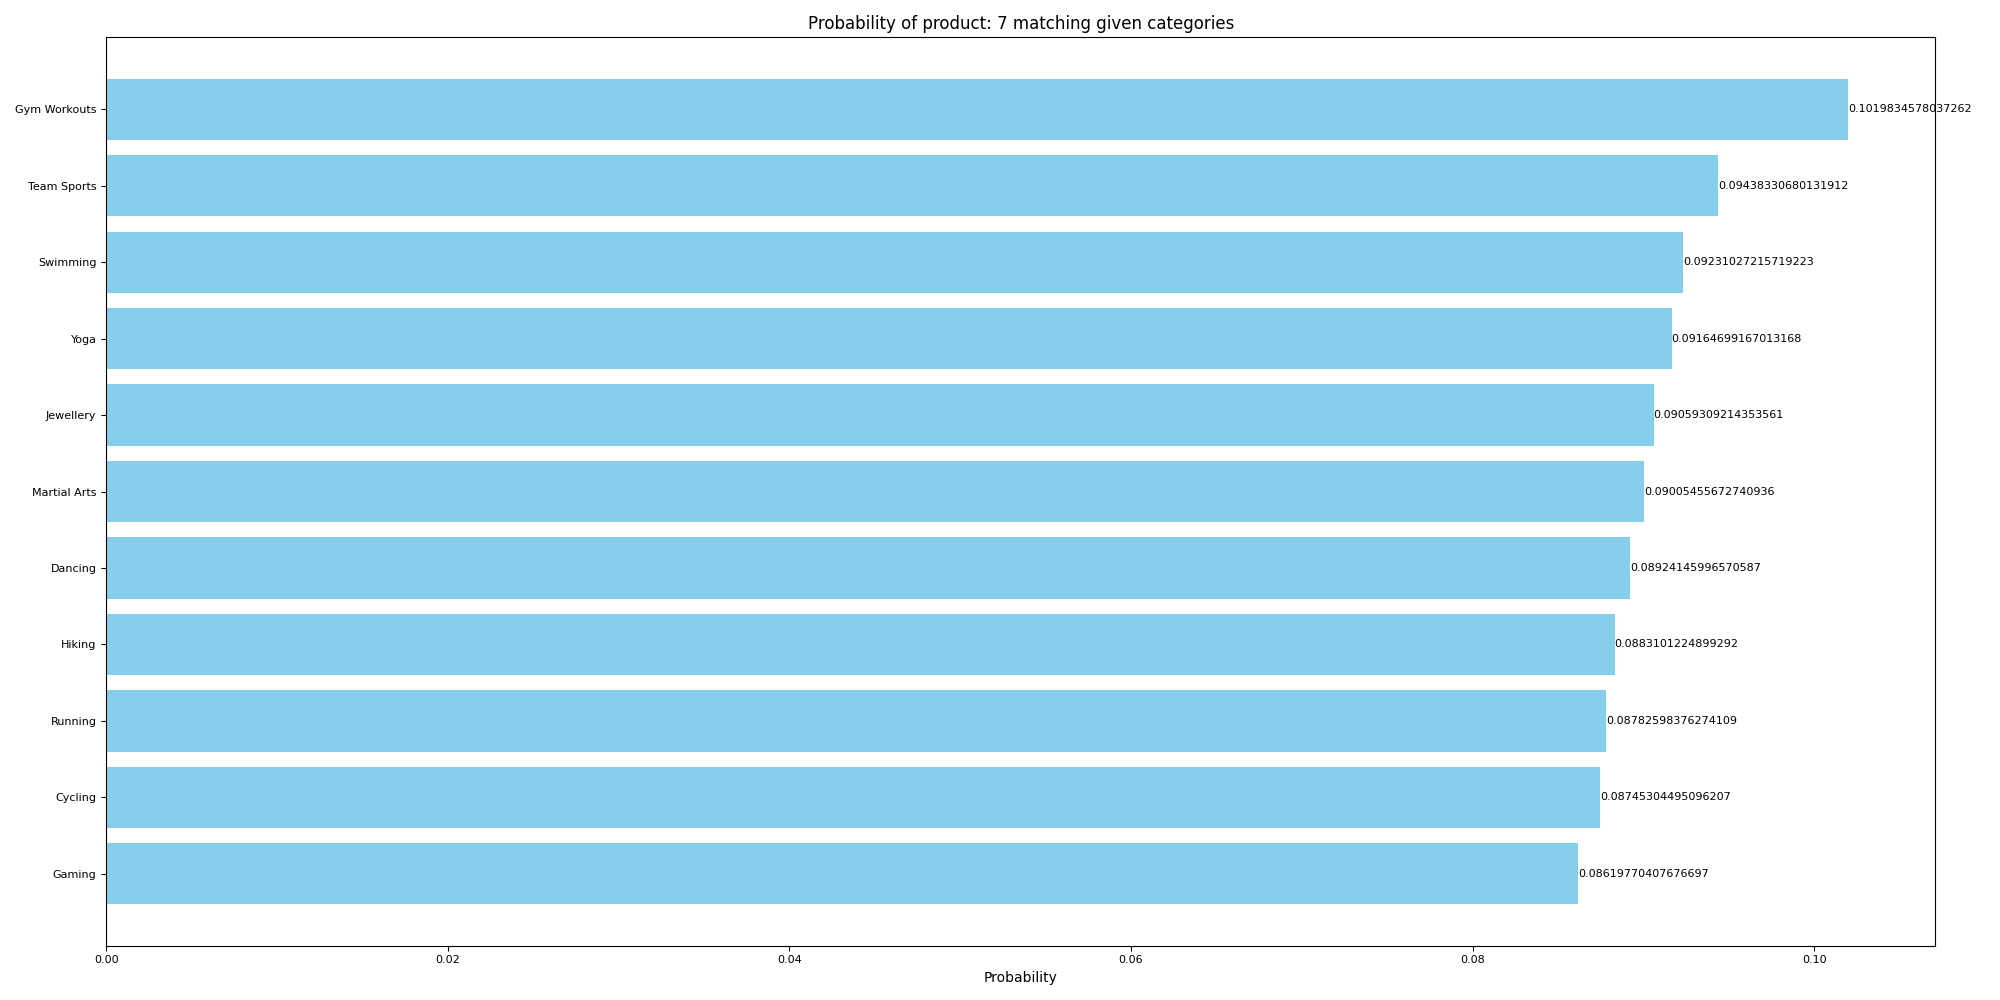 Probability of product: 7 matching given categories
Gym Workouts 0.1019834578037262
Team Sports 0.09438330680131912
Swimming 0.09231027215719223
Yoga 0.09164699167013168
Jewellery 0.09059309214353561
Martial Arts 0.09005455672740936
Dancing 0.08924145996570587
Hiking 0.0883101224899292
Running 0.08782598376274109
Cycling 0.08745304495096207
Gaming 0.08619770407676697
0.00 0.02 0.04 0.06 0.08 0.10
Probability